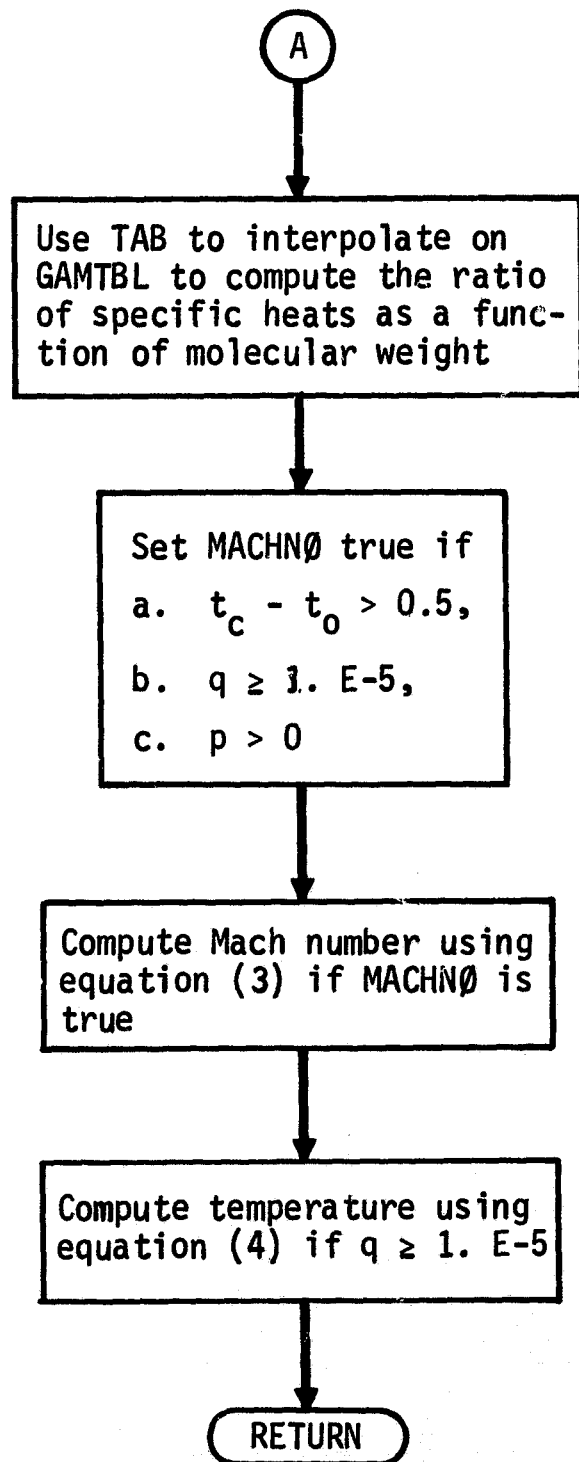 A
Use TAB to interpolate on
GAMTBL to compute the ratio
of specific heats as a func-
tion of molecular weight
Set MACHNØ true if
a. t_c - t_o > 0.5,
b. q ≥ 1. E-5,
c. p > 0
Compute Mach number using
equation (3) if MACHNØ is
true
Compute temperature using
equation (4) if q ≥ 1. E-5
RETURN